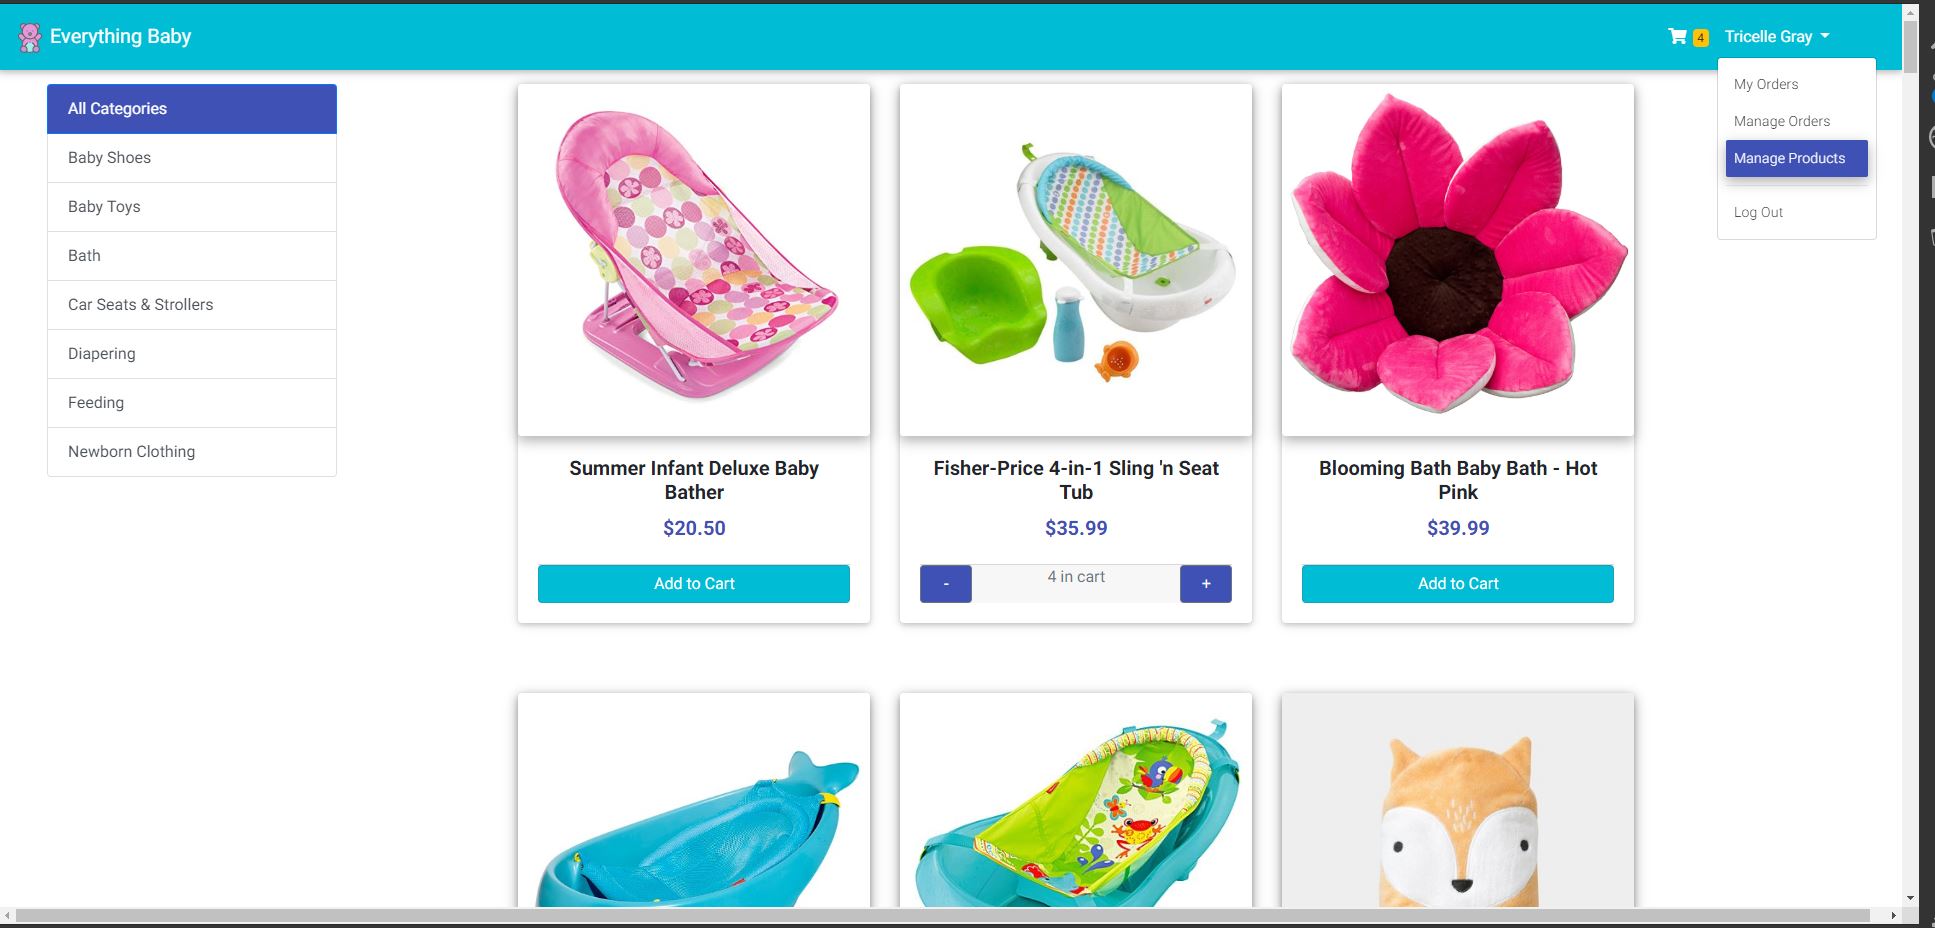 Everything Baby
4
Tricelle Gray
My Orders
Manage Orders
Manage Products
Log Out
All Categories
Baby Shoes
Baby Toys
Bath
Car Seats & Strollers
Diapering
Feeding
Newborn Clothing
Summer Infant Deluxe Baby
Bather
$20.50
Add to Cart
Fisher-Price 4-in-1 Sling 'n Seat
Tub
$35.99
-
4 in cart
+
Blooming Bath Baby Bath - Hot
Pink
$39.99
Add to Cart